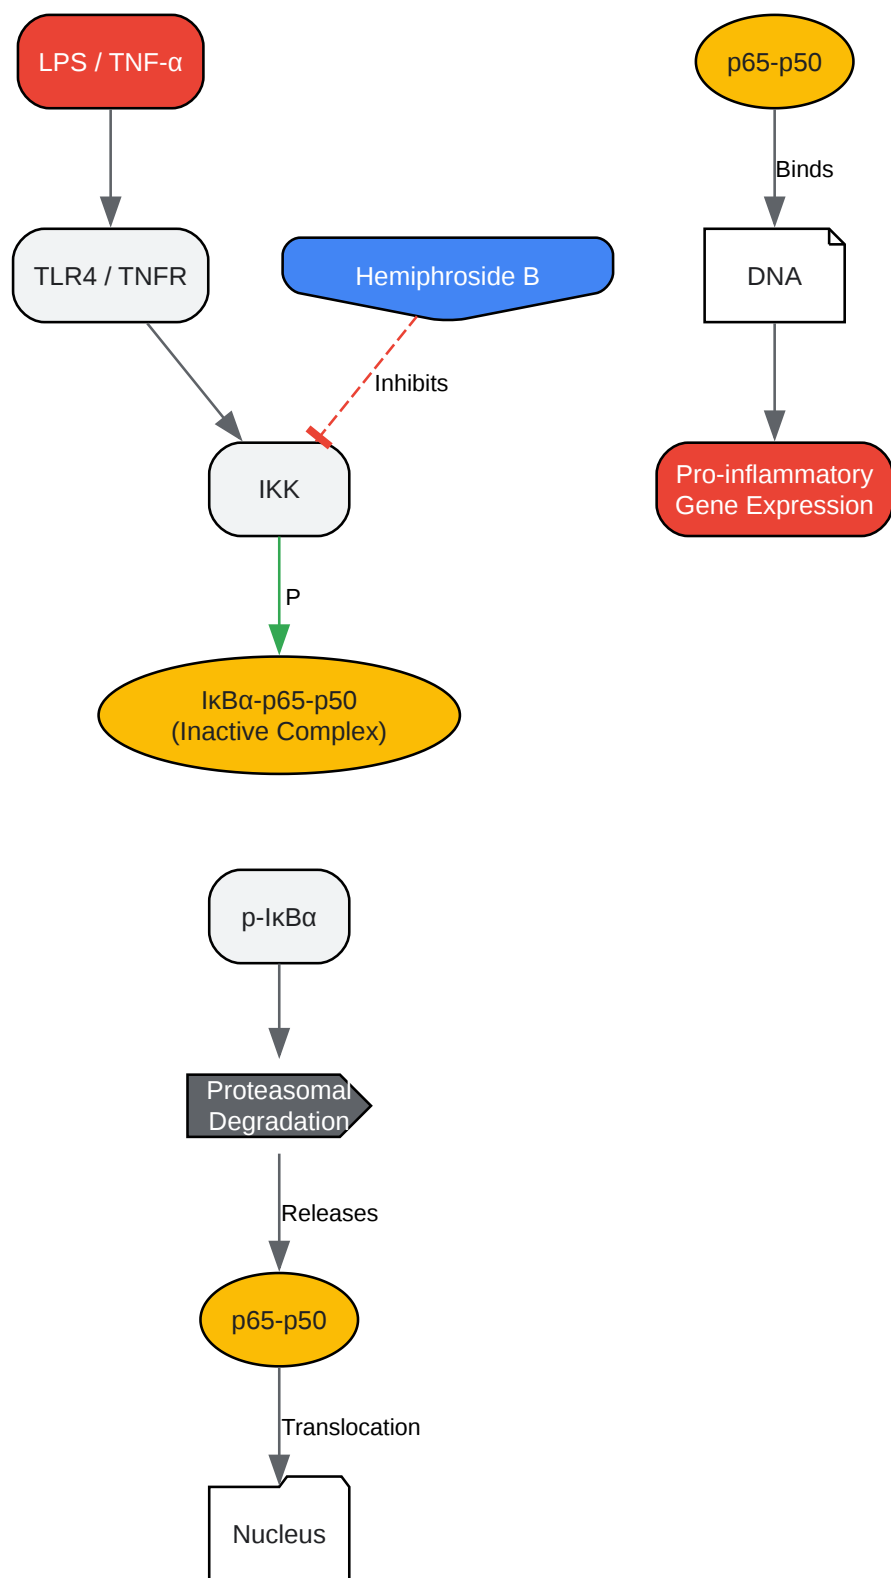 LPS / TNF-α
p65-p50
Binds
TLR4 / TNFR
Hemiphroside B
DNA
Inhibits
IKK
Pro-inflammatory
Gene Expression
P
IκBα-p65-p50
(Inactive Complex)
p-IκBα
Proteasomal
Degradation
Releases
p65-p50
Translocation
Nucleus